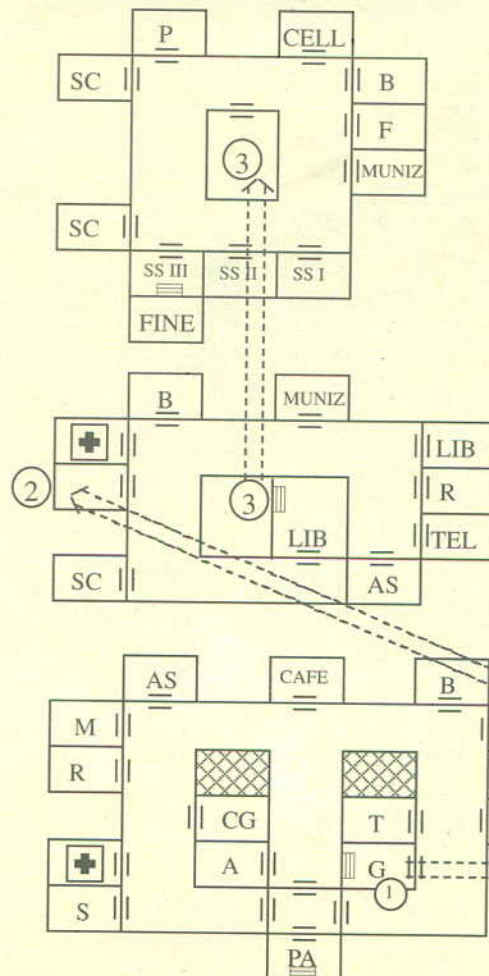 P
CELL
SC
B
F
3
MUNIZ
SC
SS III
SS II
SS I
FINE
B
MUNIZ
LIB
2
3
R
LIB
TEL
SC
AS
AS
CAFE
B
M
R
CG
T
A
G
1
S
PA